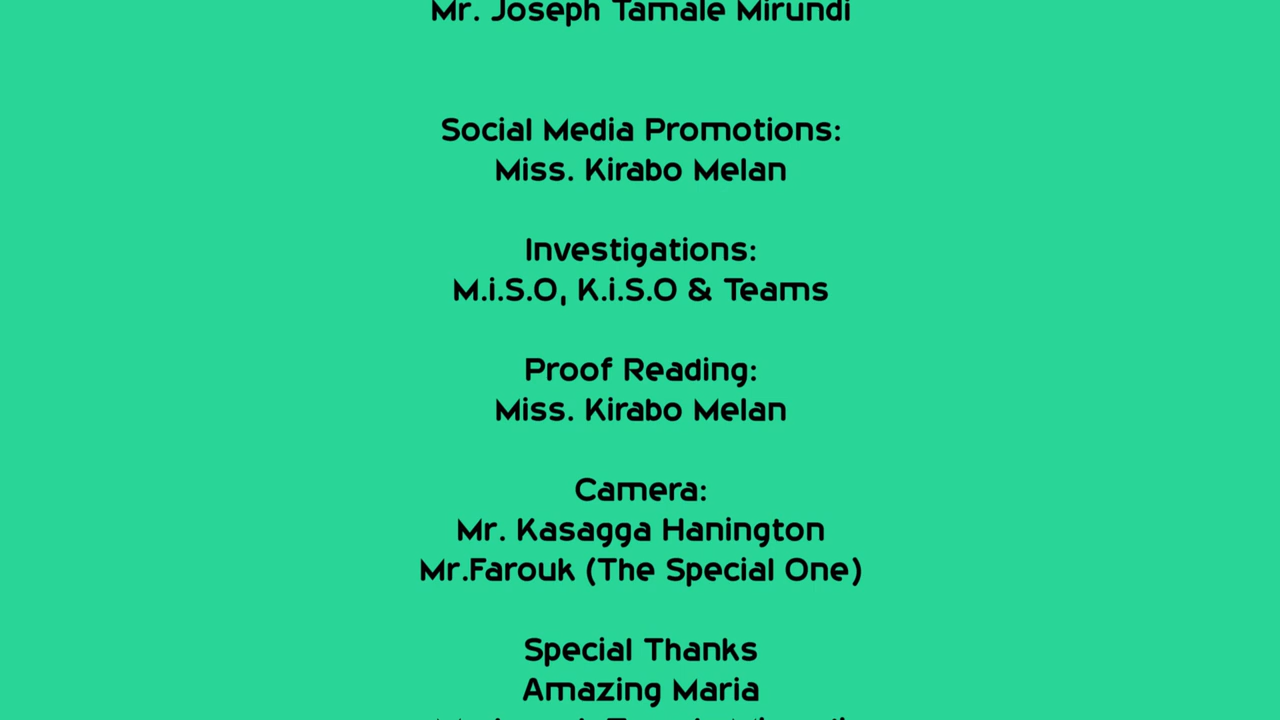 Mr. Joseph Tamale Mirundi
Social Media Promotions:
Miss. Kirabo Melan
Investigations:
M.i.S.O, K.i.S.O & Teams
Proof Reading:
Miss. Kirabo Melan
Camera:
Mr. Kasagga Hanington
Mr.Farouk (The Special One)
Special Thanks
Amazing Maria